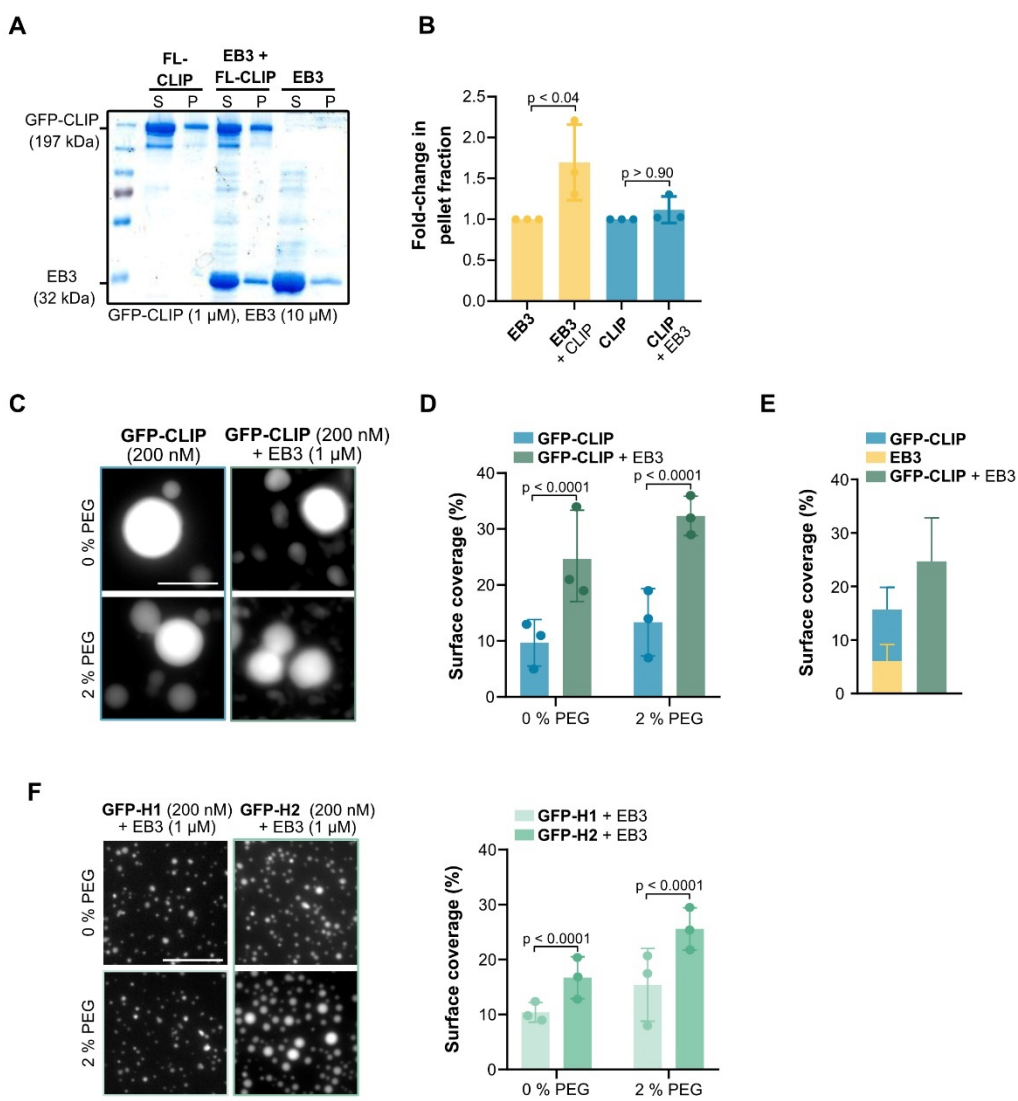 A
FL-
CLIP
EB3 +
FL-CLIP
EB3
S P S P S P
GFP-CLIP
(197 kDa)
EB3
(32 kDa)
GFP-CLIP (1 µM), EB3 (10 µM)
B
Fold-change in
pellet fraction
2.5
2.0
1.5
1.0
0.5
0.0
p < 0.04
p > 0.90
EB3
EB3
+ CLIP
CLIP
CLIP
+ EB3
C
GFP-CLIP
(200 nM)
GFP-CLIP (200 nM)
+ EB3 (1 µM)
0 % PEG
2 % PEG
D
GFP-CLIP
GFP-CLIP + EB3
Surface coverage (%)
40
30
20
10
0
p < 0.0001
p < 0.0001
0 % PEG
2 % PEG
E
GFP-CLIP
EB3
GFP-CLIP + EB3
Surface coverage (%)
40
30
20
10
0
F
GFP-H1 (200 nM)
+ EB3 (1 µM)
GFP-H2 (200 nM)
+ EB3 (1 µM)
0 % PEG
2 % PEG
GFP-H1 + EB3
GFP-H2 + EB3
Surface coverage (%)
40
30
20
10
0
p < 0.0001
p < 0.0001
0 % PEG
2 % PEG